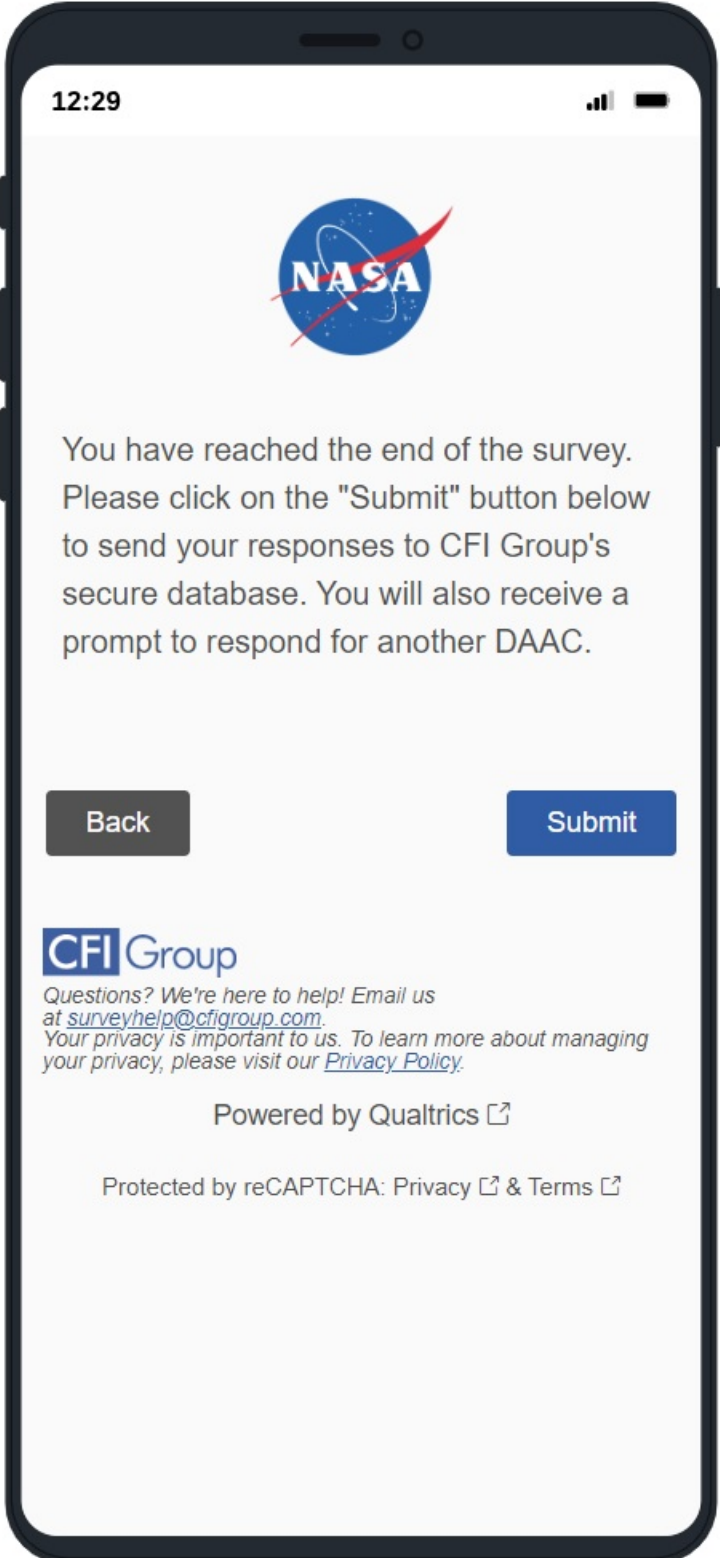 12:29
NASA
You have reached the end of the survey.
Please click on the "Submit" button below
to send your responses to CFI Group's
secure database. You will also receive a
prompt to respond for another DAAC.
Back
Submit
CFI Group
Questions? We're here to help! Email us
at surveyhelp@cfigroup.com.
Your privacy is important to us. To learn more about managing
your privacy, please visit our Privacy Policy.
Powered by Qualtrics
Protected by reCAPTCHA: Privacy & Terms